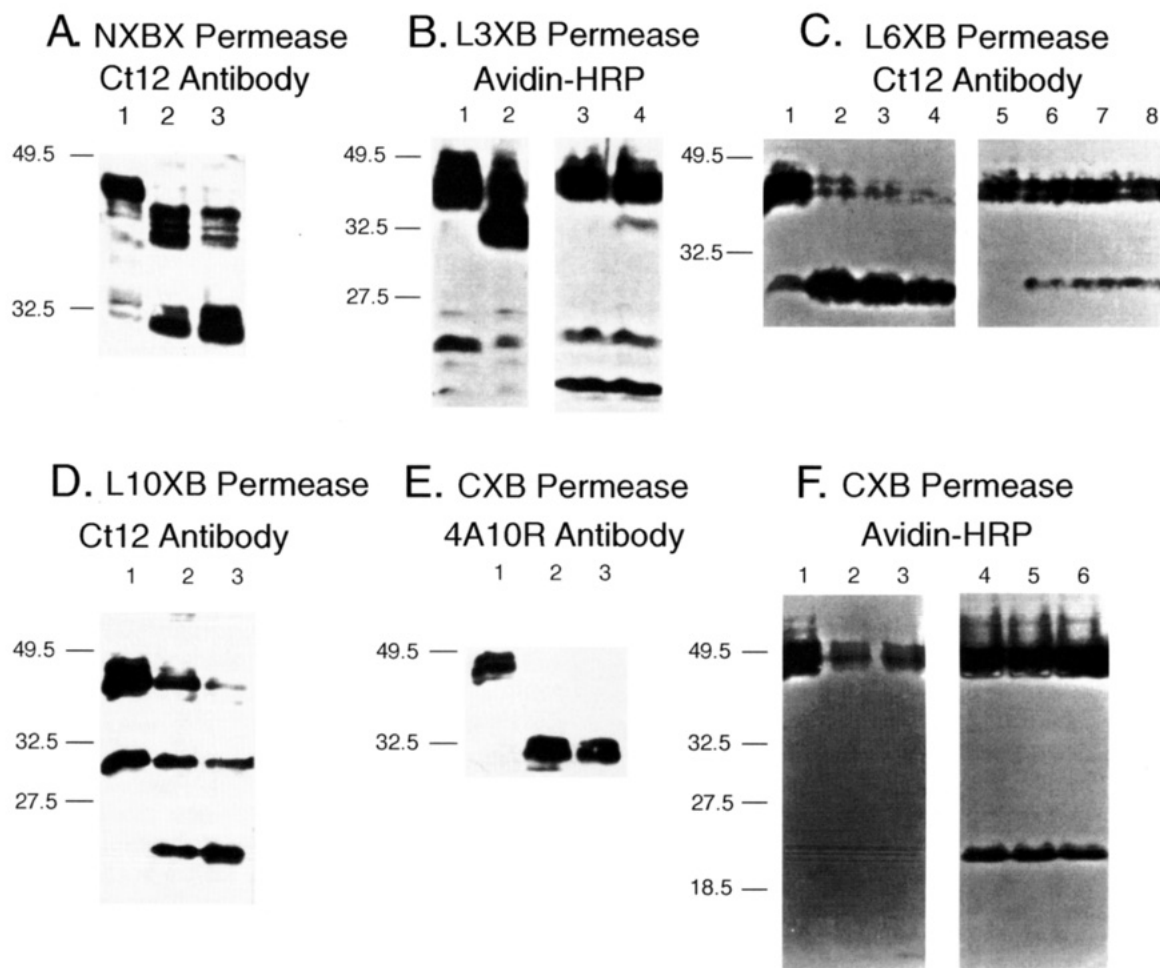 A. NXBX Permease
Ct12 Antibody
1 2 3
49.5
32.5
B. L3XB Permease
Avidin-HRP
1 2 3 4
49.5
32.5
27.5
C. L6XB Permease
Ct12 Antibody
1 2 3 4 5 6 7 8
49.5
32.5
D. L10XB Permease
Ct12 Antibody
1 2 3
49.5
32.5
27.5
E. CXB Permease
4A10R Antibody
1 2 3
49.5
32.5
F. CXB Permease
Avidin-HRP
1 2 3 4 5 6
49.5
32.5
27.5
18.5